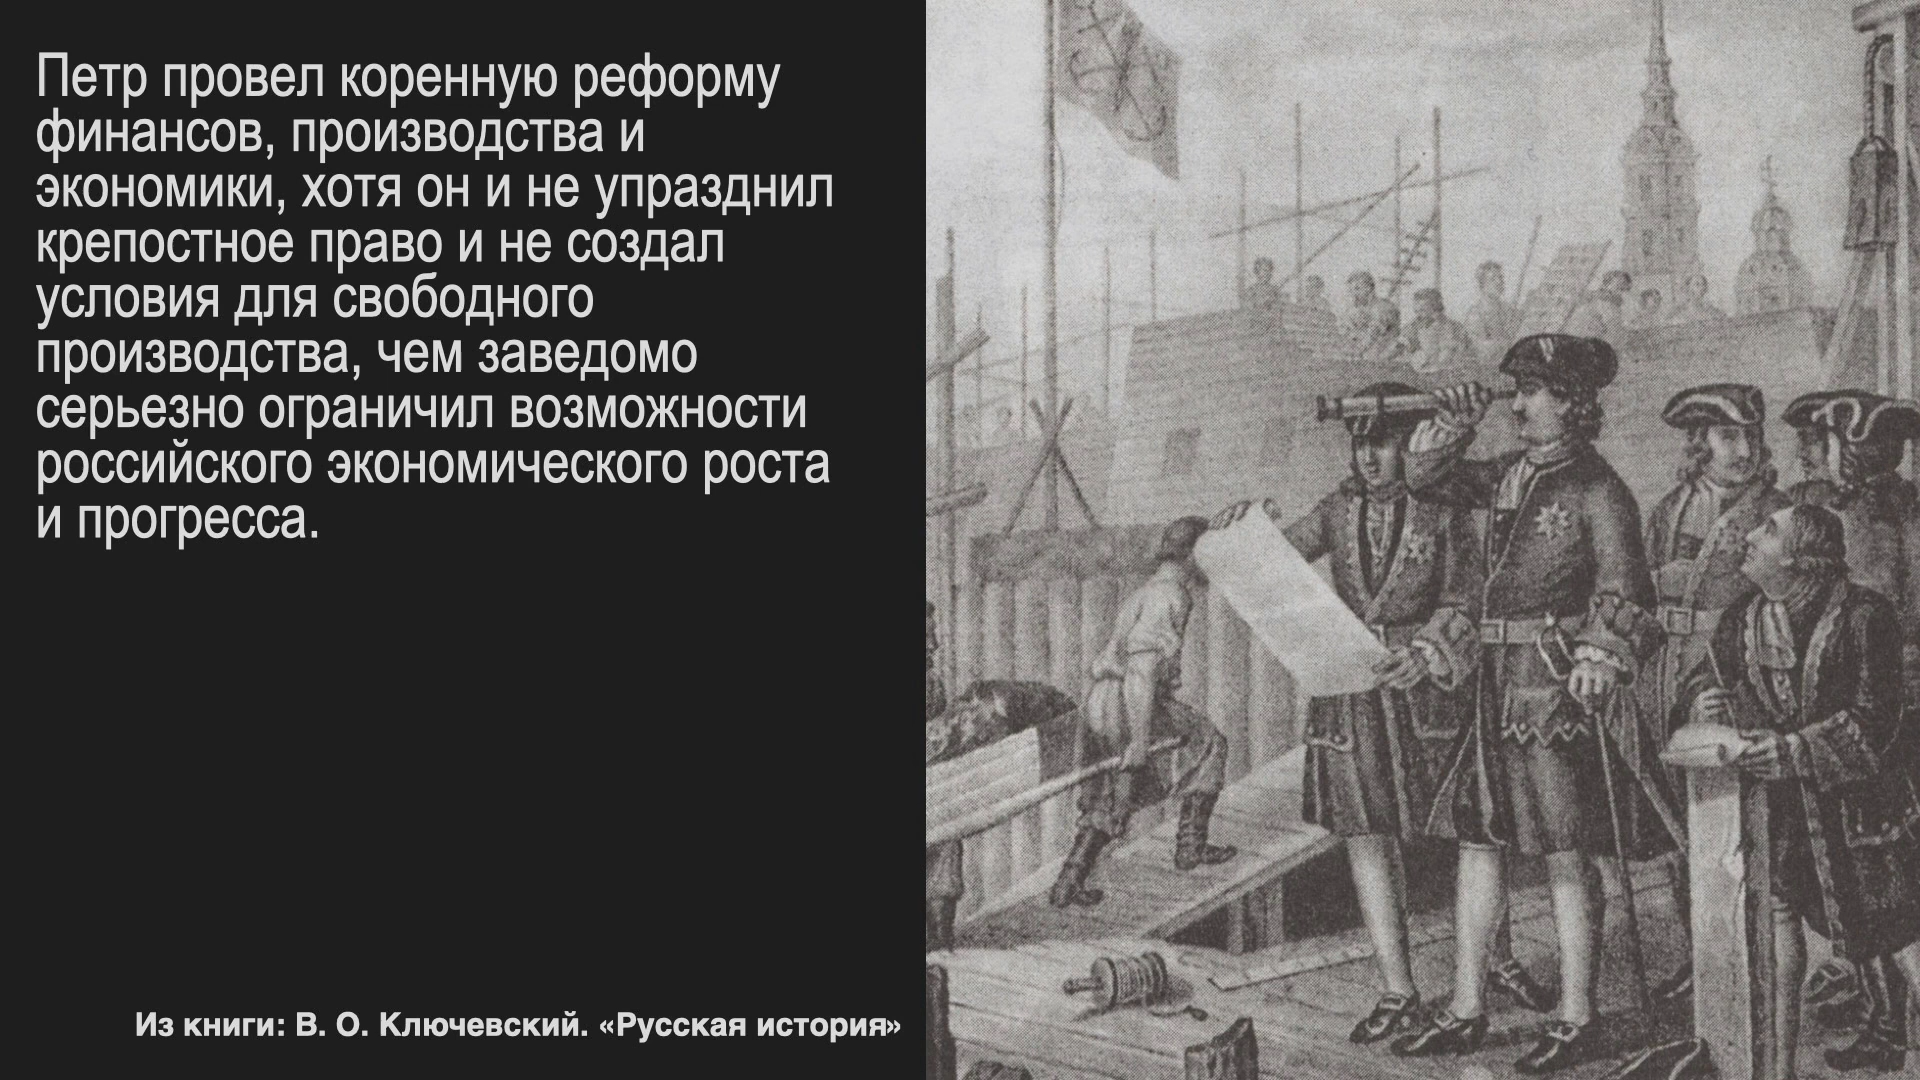 Петр провел коренную реформу
финансов, производства и
экономики, хотя он и не упразднил
крепостное право и не создал
условия для свободного
производства, чем заведомо
серьезно ограничил возможности
российского экономического роста
и прогресса.
Из книги: В. О. Ключевский. «Русская история»